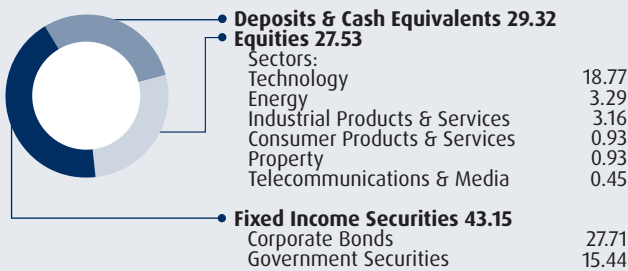 Deposits & Cash Equivalents 29.32
Equities 27.53
Sectors:
Technology 18.77
Energy 3.29
Industrial Products & Services 3.16
Consumer Products & Services 0.93
Property 0.93
Telecommunications & Media 0.45
Fixed Income Securities 43.15
Corporate Bonds 27.71
Government Securities 15.44